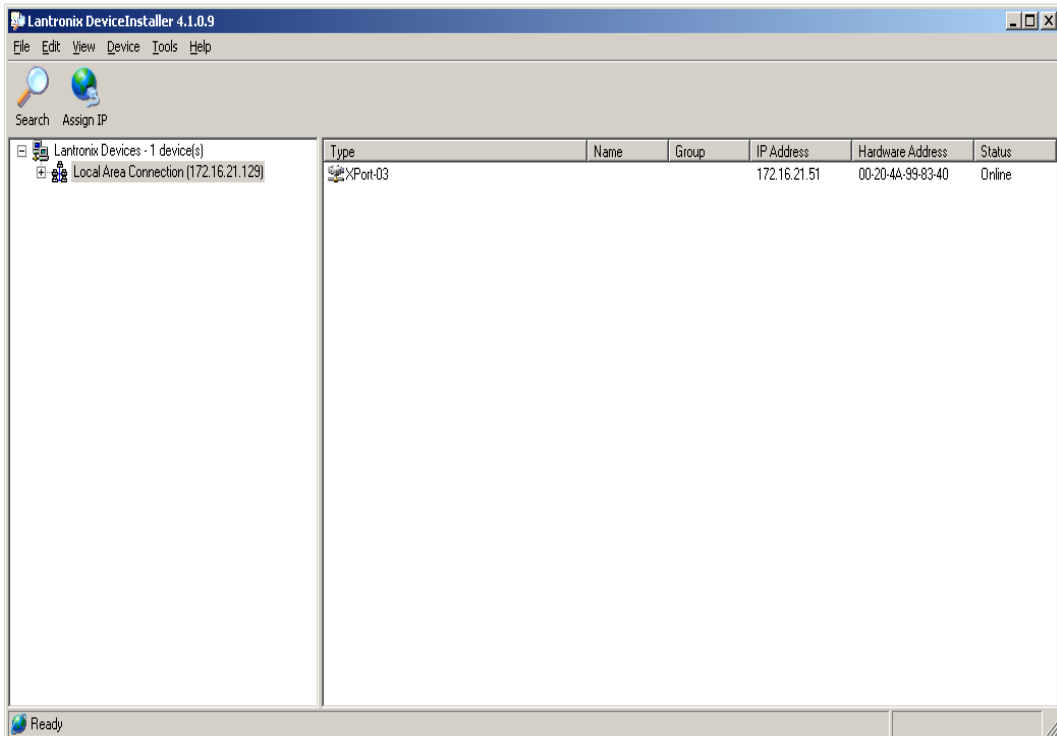 Lantronix DeviceInstaller 4.1.0.9
File Edit View Device Tools Help
Search Assign IP
Lantronix Devices - 1 device(s)
Local Area Connection (172.16.21.129)
Type Name Group IP Address Hardware Address Status
XPort-03 172.16.21.51 00-20-4A-99-83-40 Online
Ready